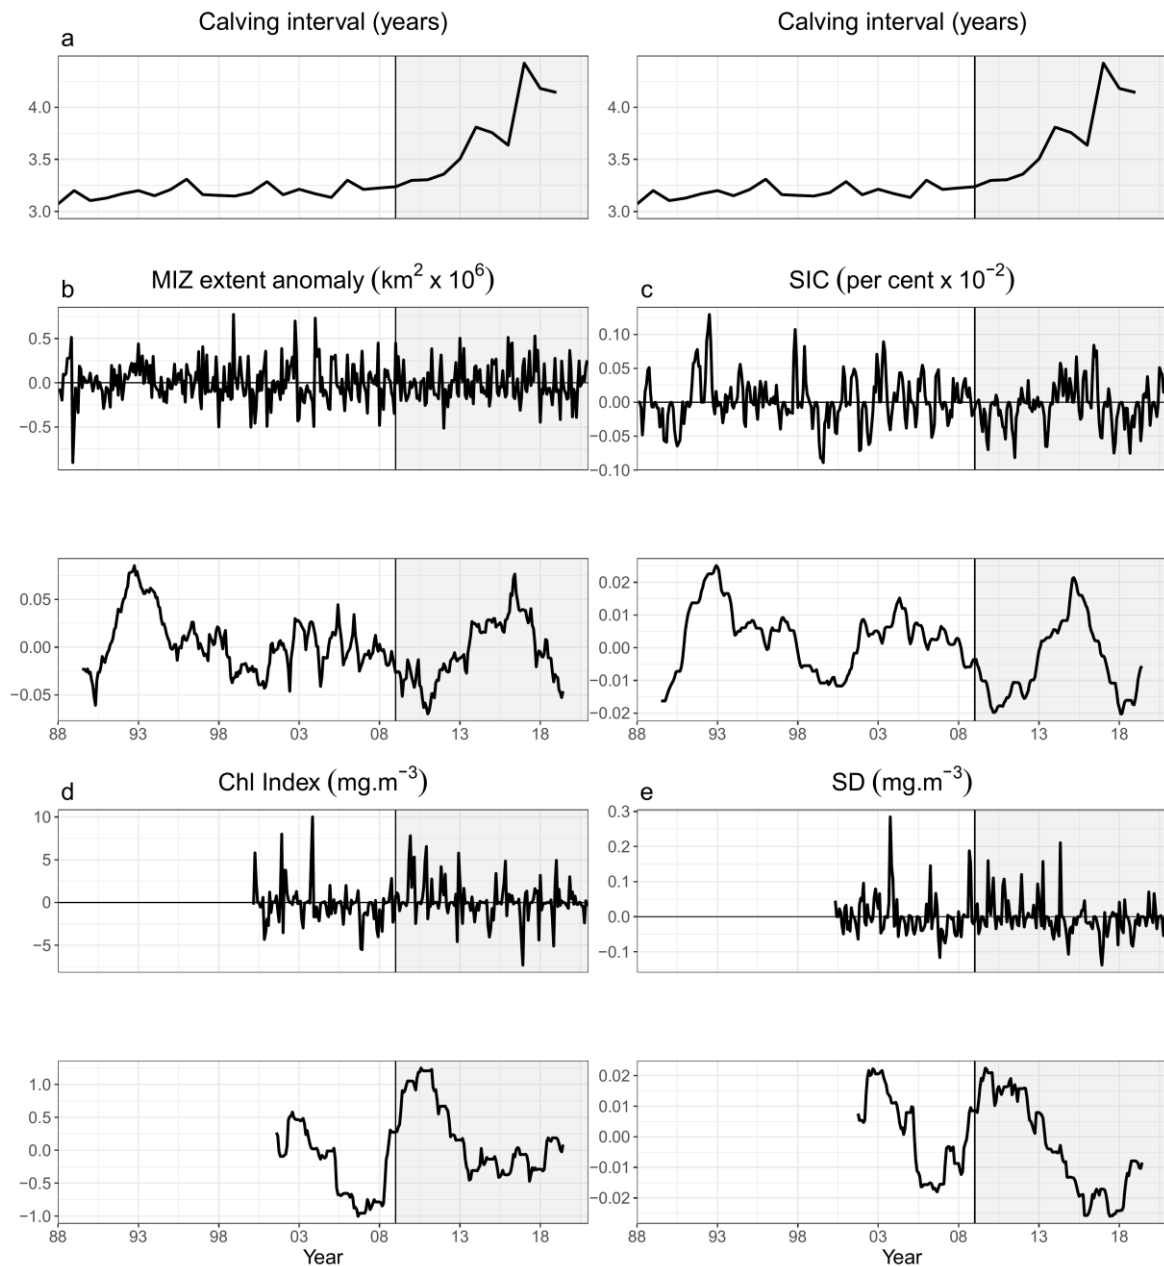 Calving interval (years)
Calving interval (years)
a
4.0
3.5
3.0
4.0
3.5
3.0
b
MIZ extent anomaly (km² x 10⁶)
c
SIC (per cent x 10⁻²)
0.5
0.0
−0.5
0.10
0.05
0.00
−0.05
−0.10
0.05
0.00
−0.05
0.02
0.01
0.00
−0.01
−0.02
88 93 98 03 08 13 18
88 93 98 03 08 13 18
d
Chl Index (mg.m⁻³)
e
SD (mg.m⁻³)
10
5
0
−5
0.3
0.2
0.1
0.0
−0.1
1.0
0.5
0.0
−0.5
−1.0
0.02
0.01
0.00
−0.01
−0.02
88 93 98 03 08 13 18
88 93 98 03 08 13 18
Year
Year